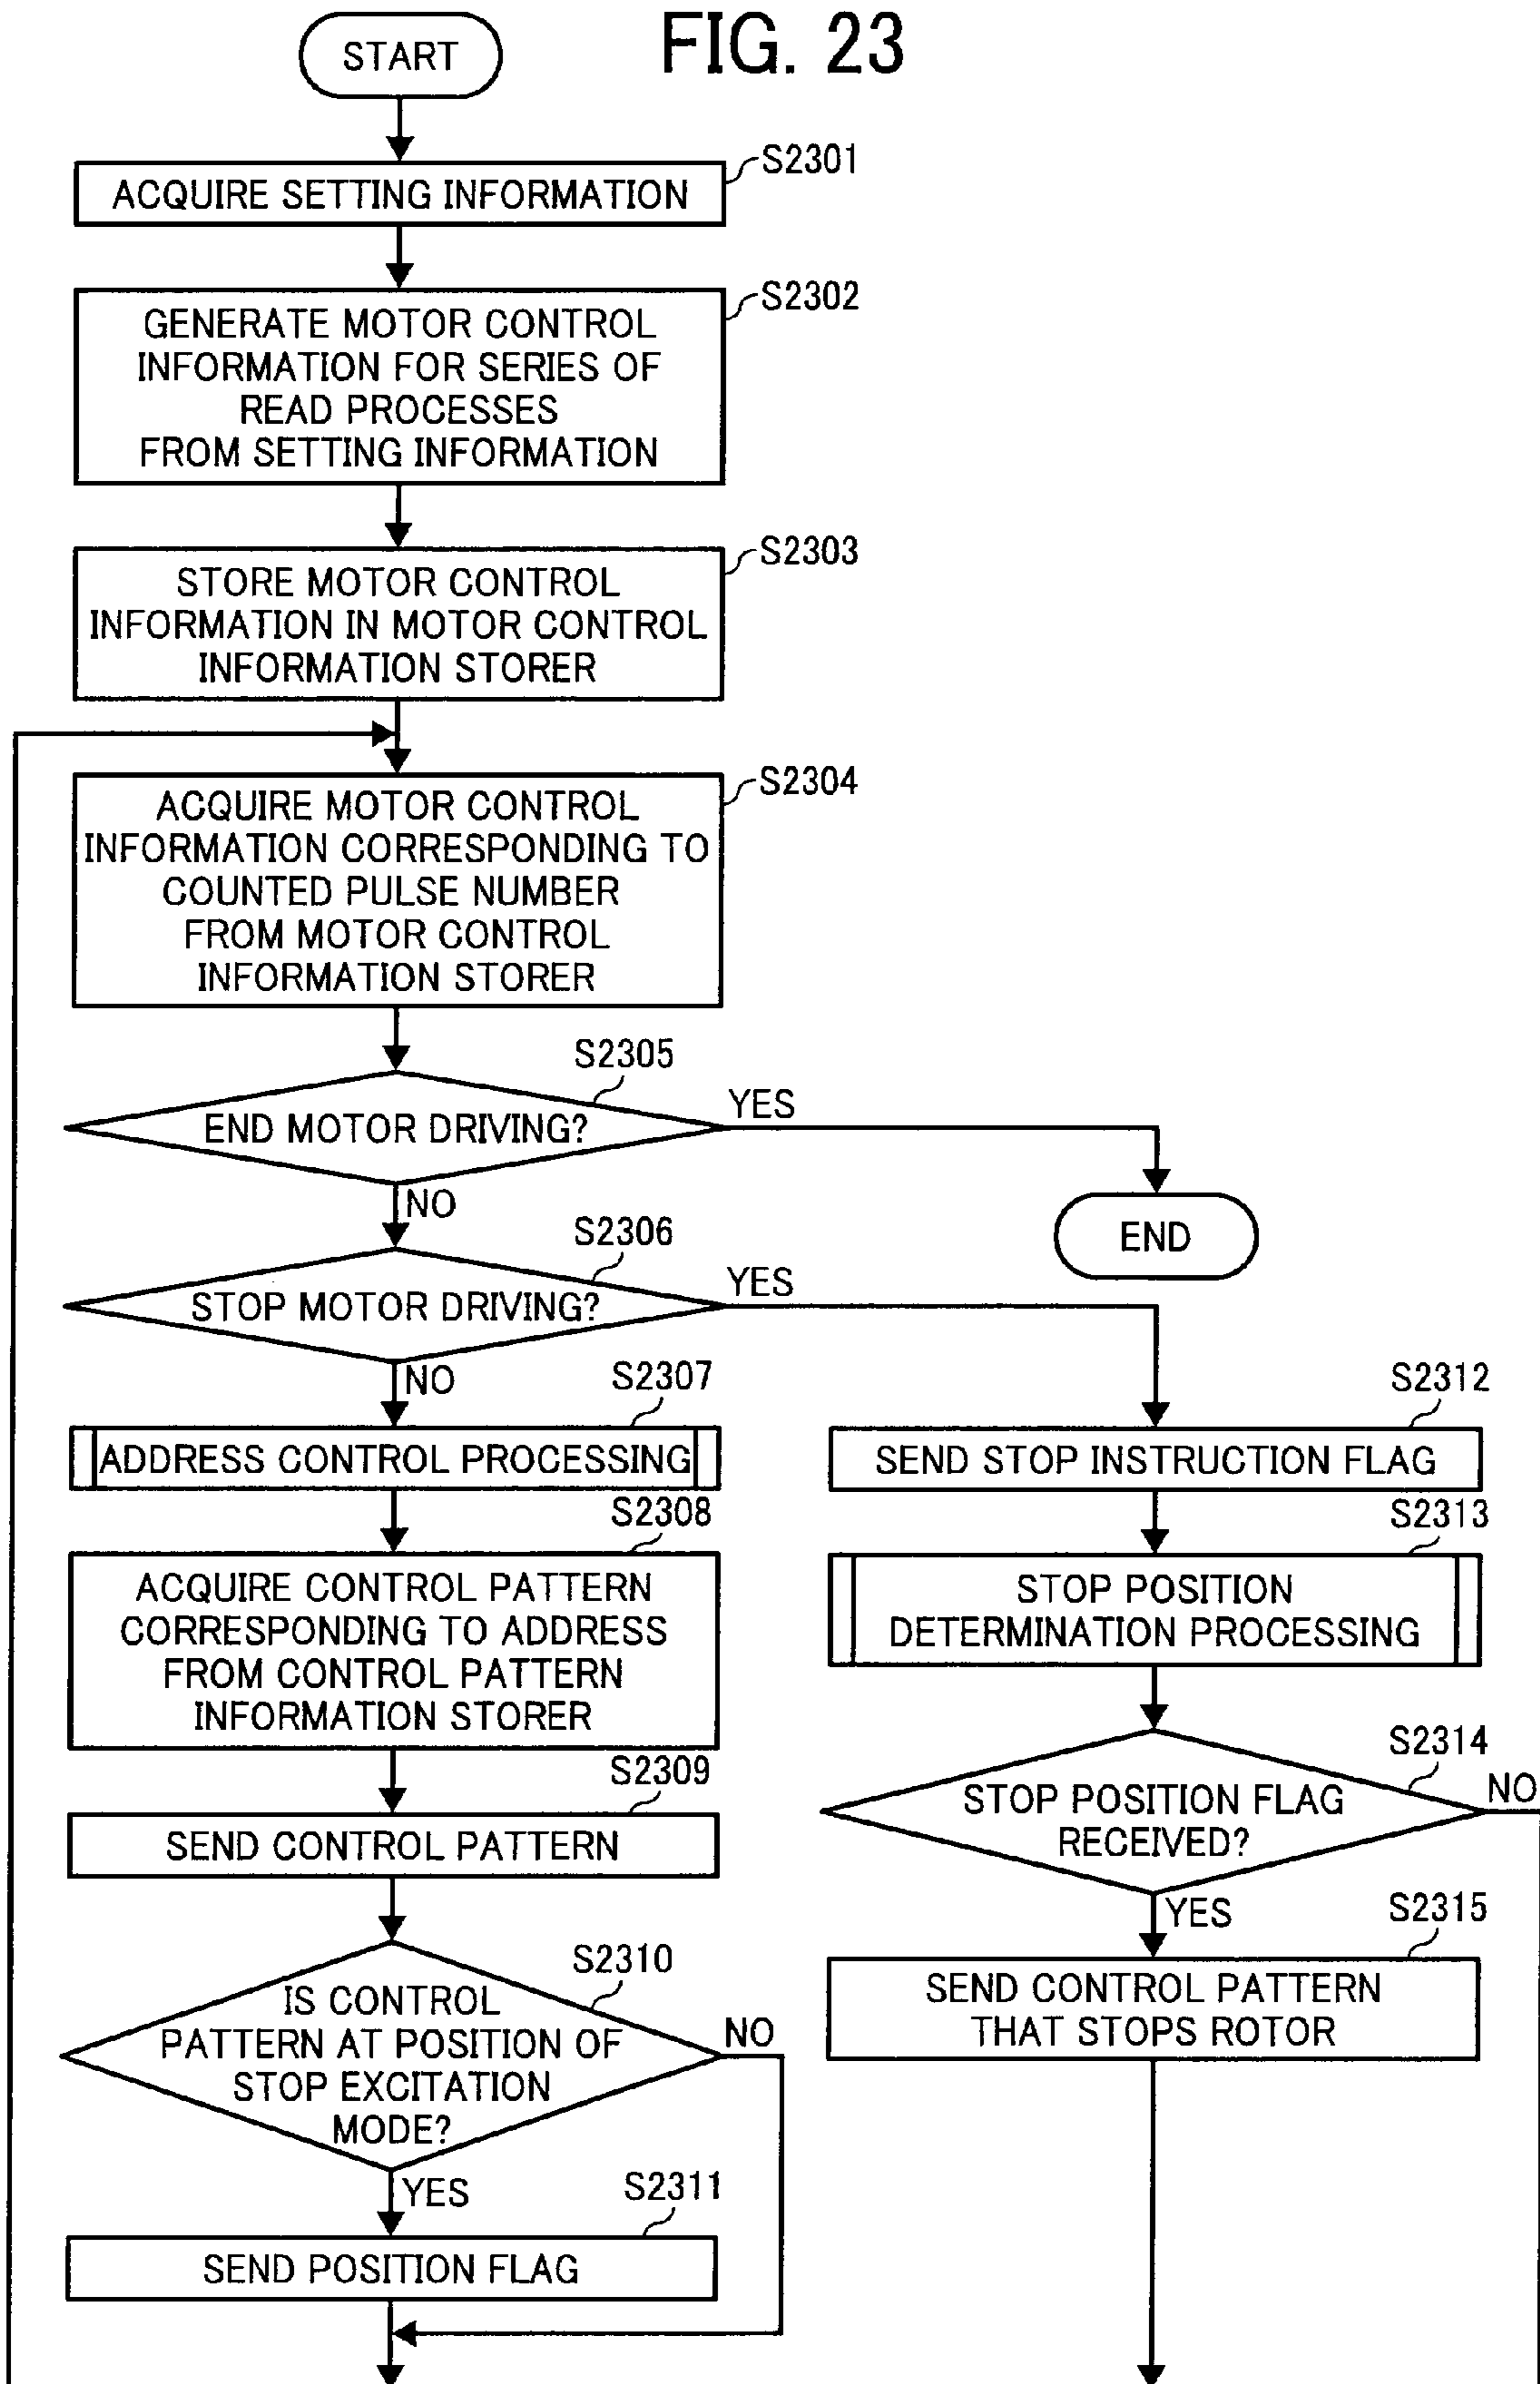 FIG. 23
START
S2301
ACQUIRE SETTING INFORMATION
S2302
GENERATE MOTOR CONTROL
INFORMATION FOR SERIES OF
READ PROCESSES
FROM SETTING INFORMATION
S2303
STORE MOTOR CONTROL
INFORMATION IN MOTOR CONTROL
INFORMATION STORER
S2304
ACQUIRE MOTOR CONTROL
INFORMATION CORRESPONDING TO
COUNTED PULSE NUMBER
FROM MOTOR CONTROL
INFORMATION STORER
S2305
END MOTOR DRIVING?
YES
NO
END
S2306
STOP MOTOR DRIVING?
YES
NO
S2307
ADDRESS CONTROL PROCESSING
S2308
ACQUIRE CONTROL PATTERN
CORRESPONDING TO ADDRESS
FROM CONTROL PATTERN
INFORMATION STORER
S2309
SEND CONTROL PATTERN
S2310
IS CONTROL
PATTERN AT POSITION OF
STOP EXCITATION
MODE?
NO
YES
S2311
SEND POSITION FLAG
S2312
SEND STOP INSTRUCTION FLAG
S2313
STOP POSITION
DETERMINATION PROCESSING
S2314
STOP POSITION FLAG
RECEIVED?
NO
YES
S2315
SEND CONTROL PATTERN
THAT STOPS ROTOR